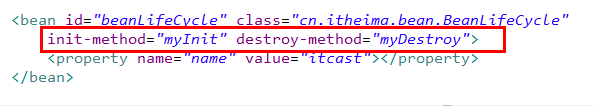 <bean id="beanLifeCycle" class="cn.itheima.bean.BeanLifeCycle"
init-method="myInit" destroy-method="myDestroy">
<property name="name" value="itcast"></property>
</bean>